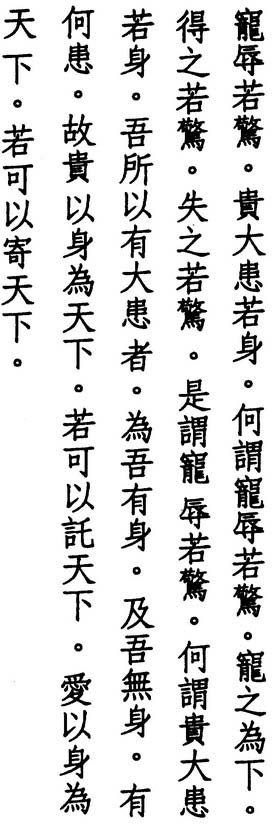 寵辱若驚。貴大患若身。何謂寵辱若驚。寵之為下。
得之若驚。失之若驚。是謂寵辱若驚。何謂貴大患
若身。吾所以有大患者。為吾有身。及吾無身。有
何患。故貴以身為天下。若可以託天下。愛以身為
天下。若可以寄天下。